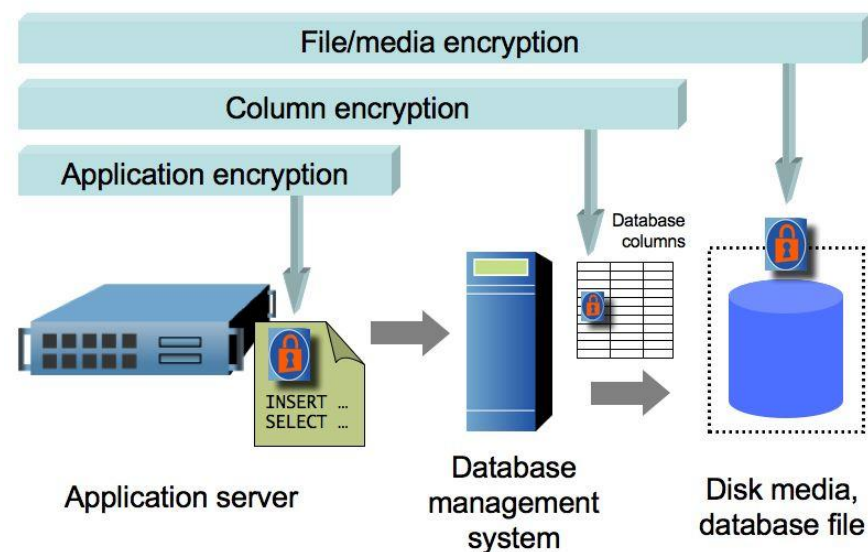 File/media encryption
Column encryption
Application encryption
Database
columns
INSERT …
SELECT …
Application server
Database
management
system
Disk media,
database file